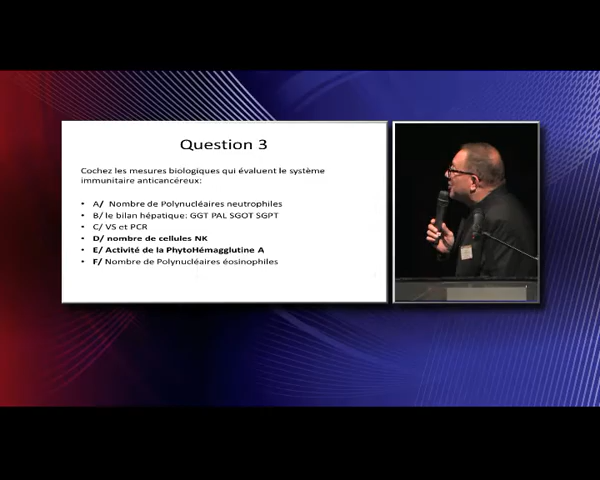 Question 3
Cochez les mesures biologiques qui évaluent le système
immunitaire anticancéreux:
• A/ Nombre de Polynucléaires neutrophiles
• B/ le bilan hépatique: GGT PAL SGOT SGPT
• C/ VS et PCR
• D/ nombre de cellules NK
• E/ Activité de la PhytoHémagglutine A
• F/ Nombre de Polynucléaires éosinophiles